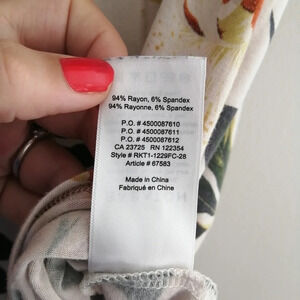 94% Rayon, 6% Spandex
94% Rayonne, 6% Spandex
P.O. # 4500087610
P.O. # 4500087611
P.O. # 4500087612
CA 23725 RN 122354
Style # RKT1-1229FC-28
Article # 67583
Made in China
Fabriqué en Chine